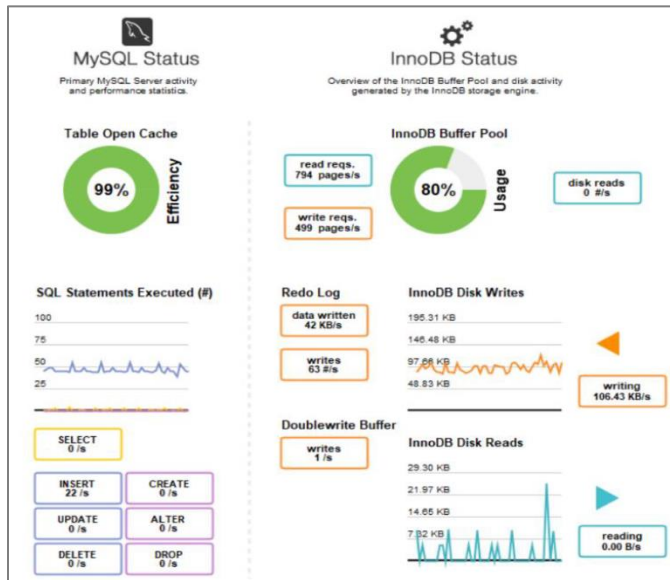 MySQL Status
Primary MySQL Server activity
and performance statistics.
Table Open Cache
99%
Efficiency
SQL Statements Executed (#)
100
75
50
25
SELECT
0 /s
INSERT
22 /s
CREATE
0 /s
UPDATE
0 /s
ALTER
0 /s
DELETE
0 /s
DROP
0 /s
InnoDB Status
Overview of the InnoDB Buffer Pool and disk activity
generated by the InnoDB storage engine.
InnoDB Buffer Pool
read reqs.
794 pages/s
write reqs.
499 pages/s
80%
Usage
disk reads
0 #/s
Redo Log
data written
42 KB/s
writes
63 #/s
Doublewrite Buffer
writes
1 /s
InnoDB Disk Writes
195.31 KB
146.48 KB
97.66 KB
48.83 KB
writing
106.43 KB/s
InnoDB Disk Reads
29.30 KB
21.97 KB
14.65 KB
7.32 KB
reading
0.00 B/s